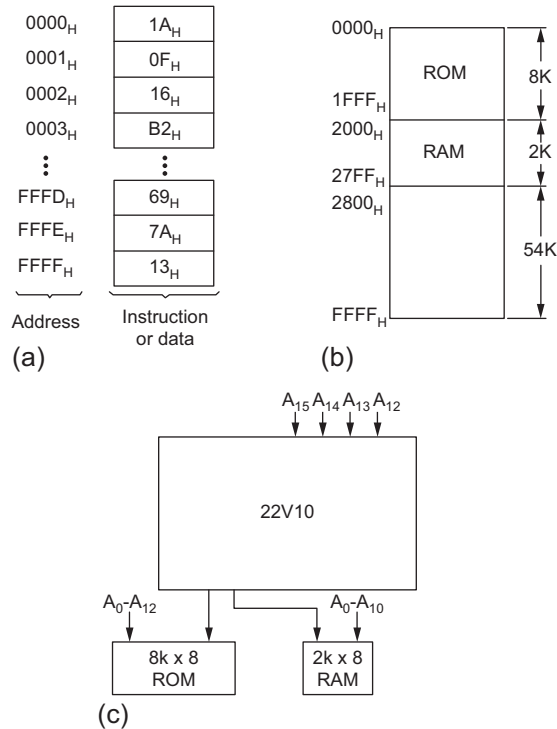 0000H 1AH
0001H 0FH
0002H 16H
0003H B2H
FFFDH 69H
FFFEH 7AH
FFFFH 13H
Address
Instruction
or data
(a)
0000H
ROM
8K
1FFFH
2000H
RAM
2K
27FFH
2800H
54K
FFFFH
(b)
A15 A14 A13 A12
22V10
A0-A12
A0-A10
8k x 8
ROM
2k x 8
RAM
(c)